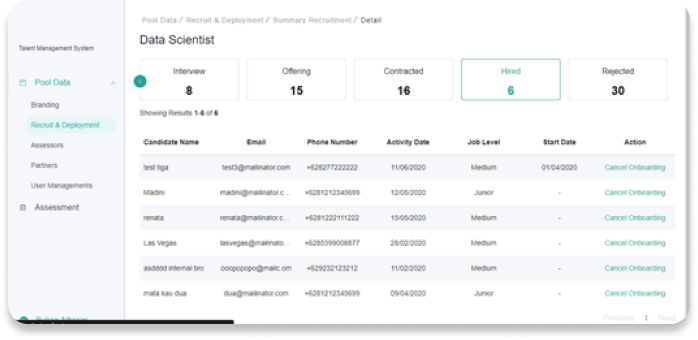 Pool Data / Recruit & Deployment / Summary Recruitment / Detail
Talent Management System
Data Scientist
Pool Data
Branding
Recruit & Deployment
Assessors
Partners
User Managements
Assessment
Interview Offering Contracted Hired Rejected
8 15 16 6 30
Showing Results 1-6 of 6
Candidate Name Email Phone Number Activity Date Job Level Start Date Action
test tiga test3@mailinator.com +628277222222 11/06/2020 Medium 01/04/2020 Cancel Onboarding
Madini madini@mailinator.c... +6281212345699 12/05/2020 Junior - Cancel Onboarding
renata renata@mailinator.c... +6281222111222 15/05/2020 Medium - Cancel Onboarding
Las Vegas lasvegas@mailinato... +6285399008877 28/02/2020 Medium - Cancel Onboarding
asdddd internal bro ooopopopo@mailc.om +629232123212 11/02/2020 Medium - Cancel Onboarding
mata kau dua dua@mailinator.com +6281212345699 09/04/2020 Junior - Cancel Onboarding
Previous 1 Next